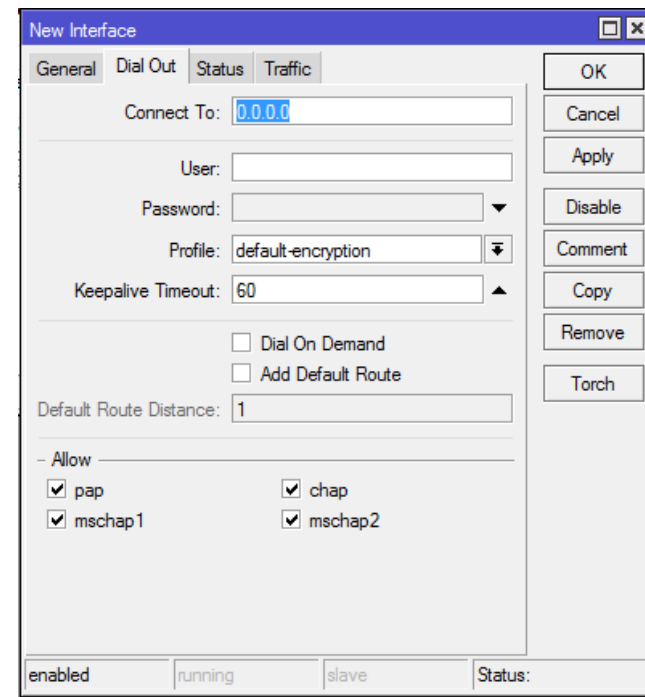 New Interface
General Dial Out Status Traffic
OK
Connect To: 0.0.0.0
Cancel
User:
Apply
Password:
Disable
Profile: default-encryption
Comment
Keepalive Timeout: 60
Copy
Dial On Demand
Remove
Add Default Route
Torch
Default Route Distance: 1
Allow
pap chap
mschap1 mschap2
enabled running slave Status: